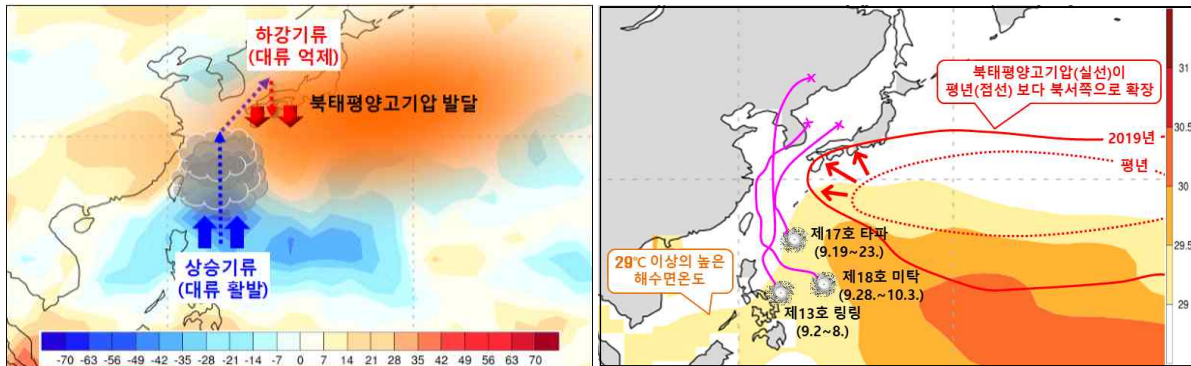 하강기류
(대류 억제)
북태평양고기압 발달
상승기류
(대류 활발)
-70 -63 -56 -49 -42 -35 -28 -21 -14 -7 0 7 14 21 28 35 42 49 56 63 70
북태평양고기압(실선)이
평년(점선) 보다 북서쪽으로 확장
2019년
평년
제17호 타파
(9.19~23.)
29℃ 이상의 높은
해수면온도
제18호 미탁
(9.28.~10.3.)
제13호 링링
(9.2~8.)
31
30.5
30
29.5
29